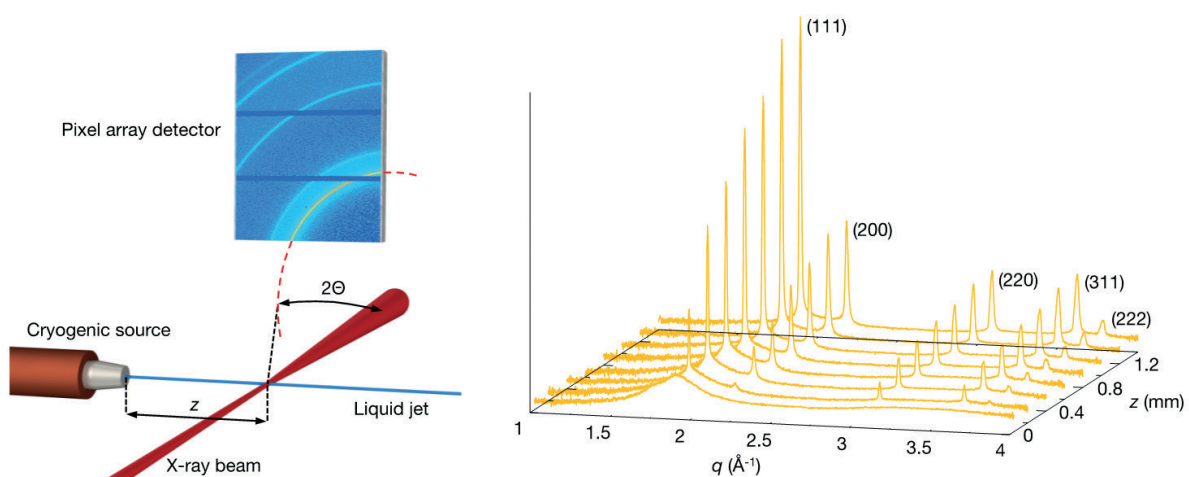 Pixel array detector
2Θ
Cryogenic source
z
Liquid jet
X-ray beam
(111)
(200)
(220)
(311)
(222)
1.2
0.8
z (mm)
0.4
0
1
1.5
2
2.5
3
3.5
4
q (Å⁻¹)